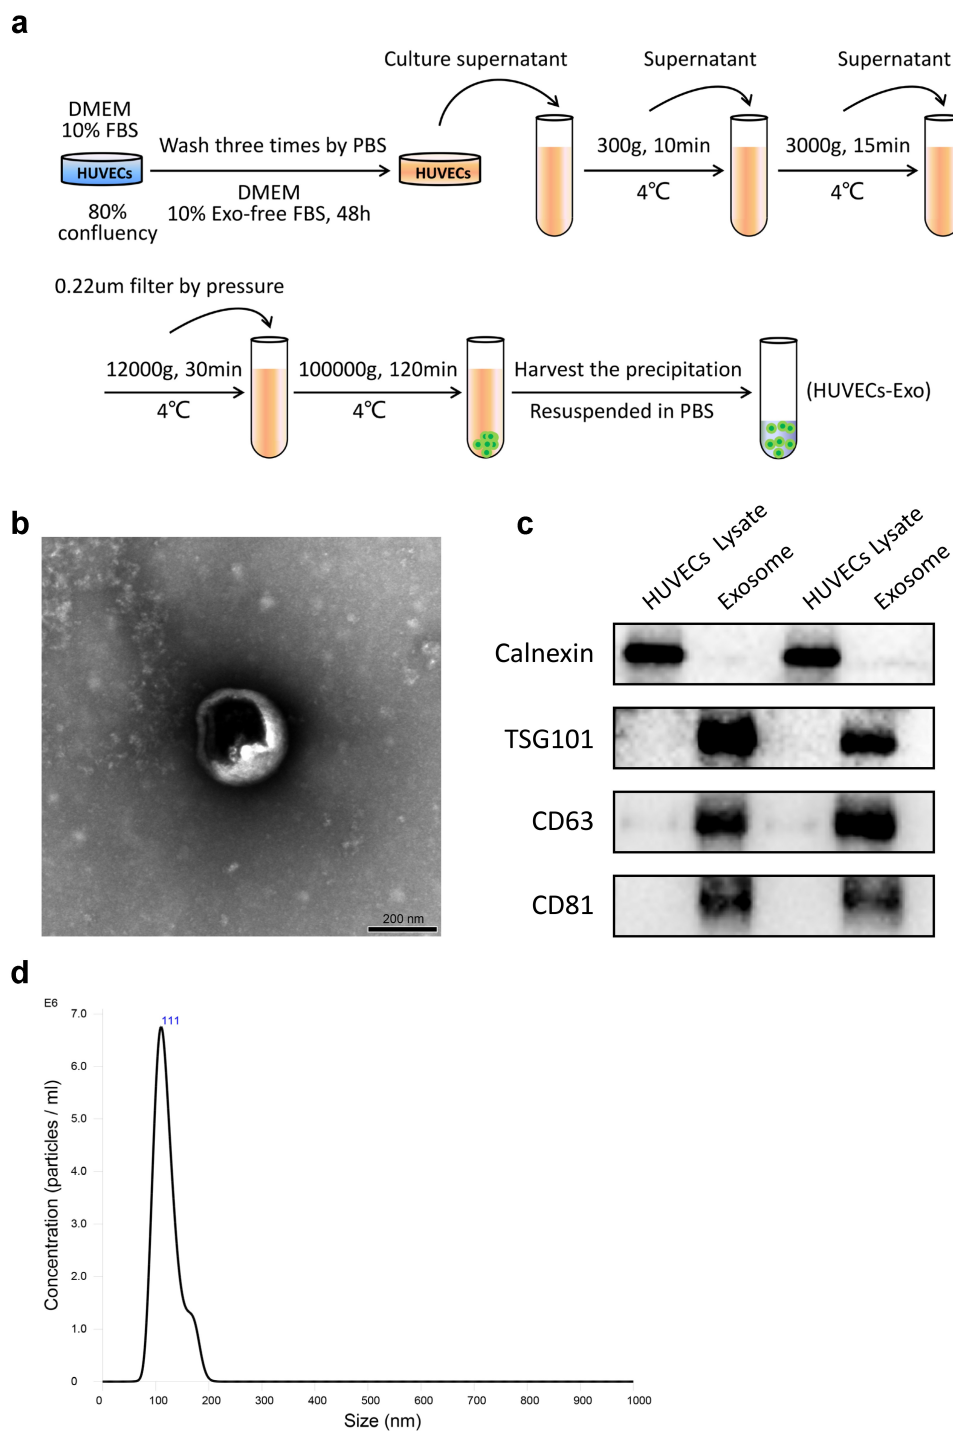 a
Culture supernatant
Supernatant
Supernatant
DMEM
10% FBS
HUVECs
80%
confluency
Wash three times by PBS
DMEM
10% Exo-free FBS, 48h
HUVECs
300g, 10min
4℃
3000g, 15min
4℃
0.22um filter by pressure
12000g, 30min
4℃
100000g, 120min
4℃
Harvest the precipitation
Resuspended in PBS
(HUVECs-Exo)
b
200 nm
c
HUVECs Lysate
Exosome
HUVECs Lysate
Exosome
Calnexin
TSG101
CD63
CD81
d
E6
7.0
6.0
5.0
4.0
3.0
2.0
1.0
0
Concentration (particles / ml)
111
0 100 200 300 400 500 600 700 800 900 1000
Size (nm)